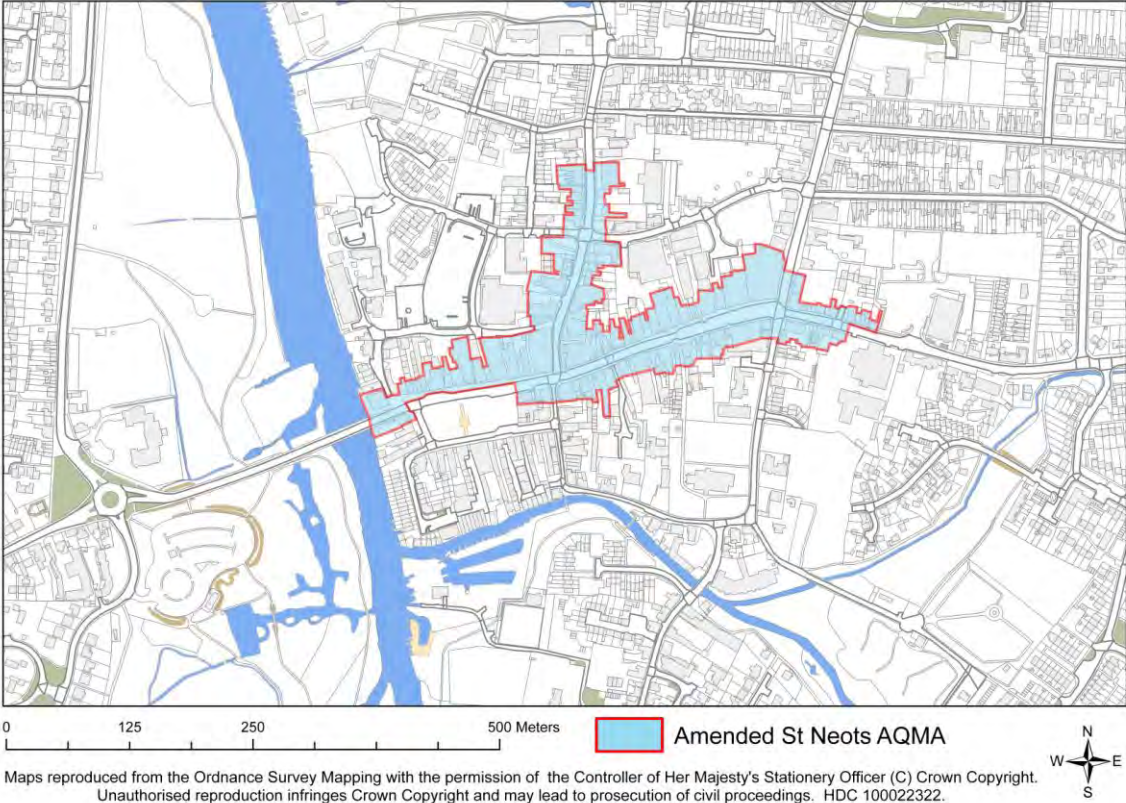 0 125 250 500 Meters
Amended St Neots AQMA
N
W E
S
Maps reproduced from the Ordnance Survey Mapping with the permission of the Controller of Her Majesty's Stationery Officer (C) Crown Copyright.
Unauthorised reproduction infringes Crown Copyright and may lead to prosecution of civil proceedings. HDC 100022322.